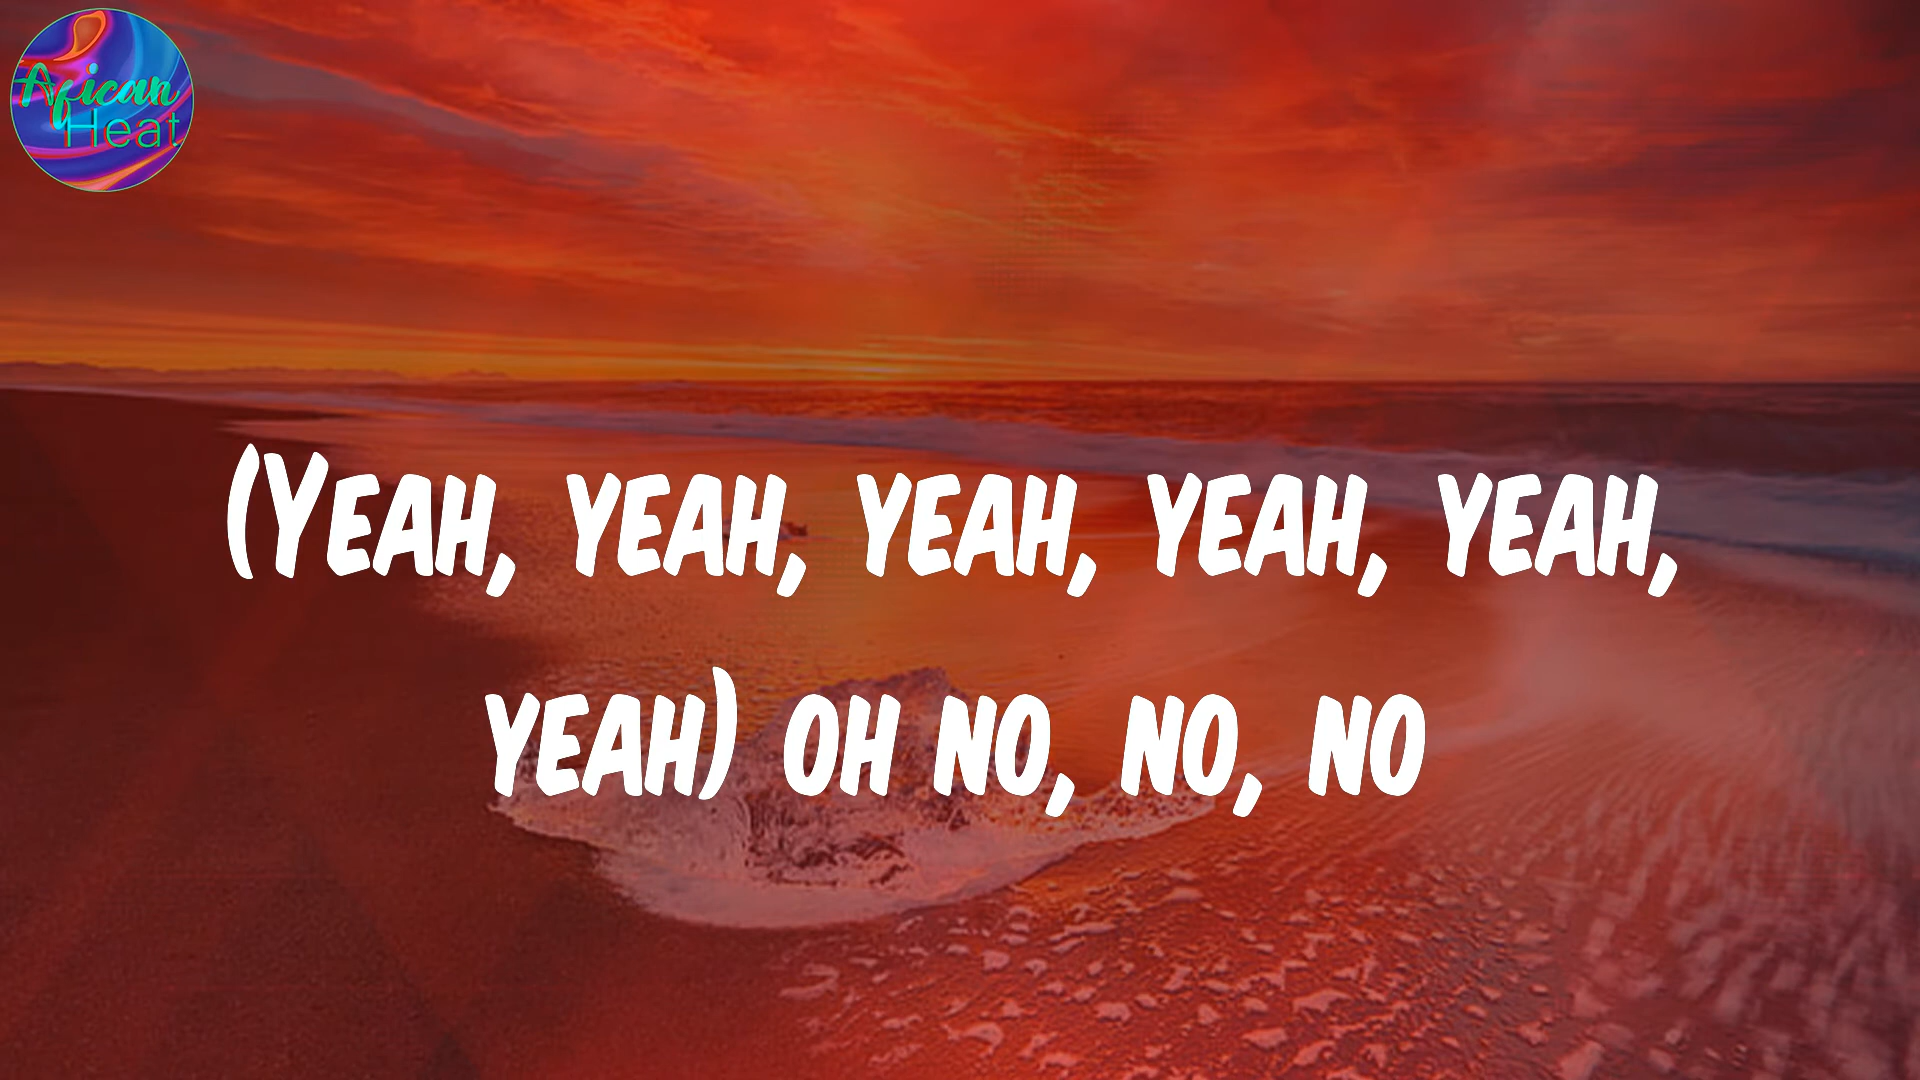 Afican
Heat
(Yeah, yeah, yeah, yeah, yeah,
yeah) oh no, no, no